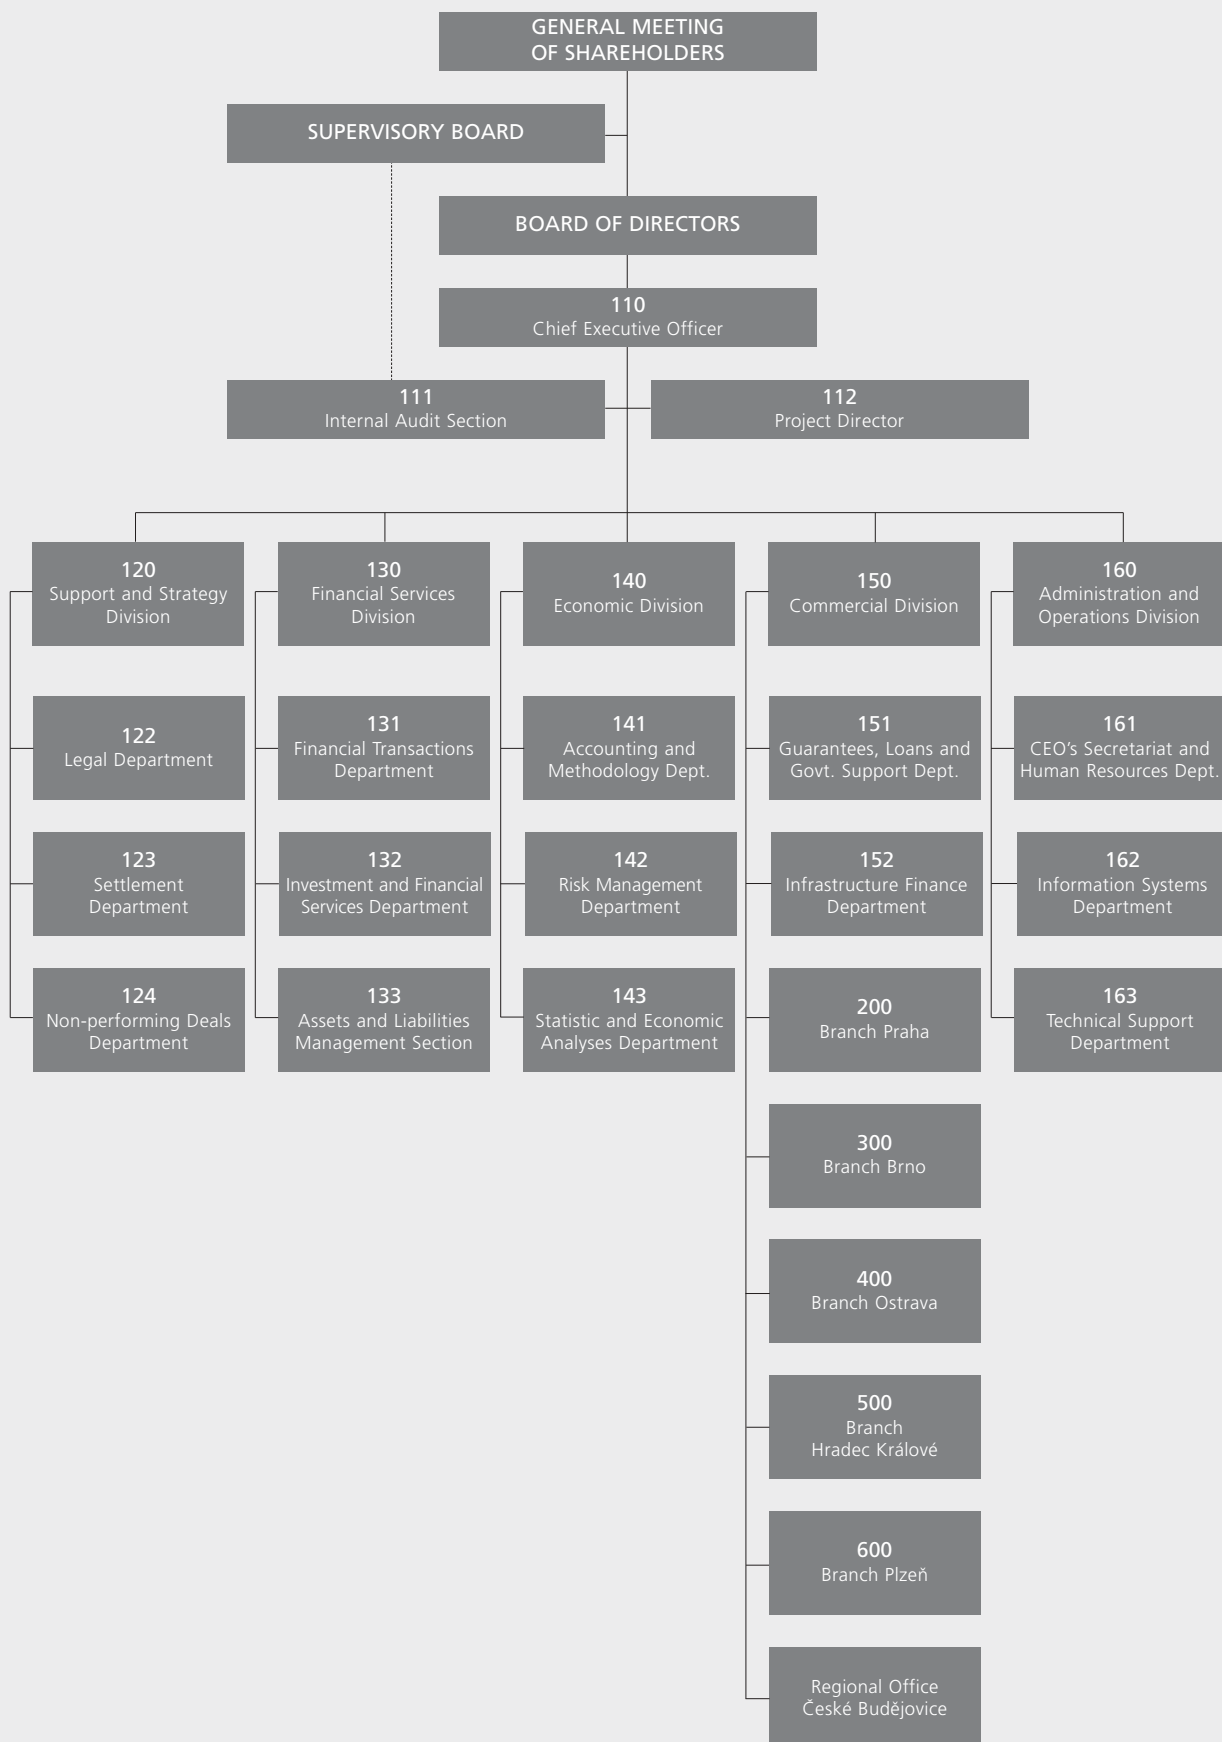 GENERAL MEETING
OF SHAREHOLDERS
SUPERVISORY BOARD
BOARD OF DIRECTORS
110
Chief Executive Officer
111
Internal Audit Section
112
Project Director
120
Support and Strategy
Division
130
Financial Services
Division
140
Economic Division
150
Commercial Division
160
Administration and
Operations Division
122
Legal Department
131
Financial Transactions
Department
141
Accounting and
Methodology Dept.
151
Guarantees, Loans and
Govt. Support Dept.
161
CEO's Secretariat and
Human Resources Dept.
123
Settlement
Department
132
Investment and Financial
Services Department
142
Risk Management
Department
152
Infrastructure Finance
Department
162
Information Systems
Department
124
Non-performing Deals
Department
133
Assets and Liabilities
Management Section
143
Statistic and Economic
Analyses Department
200
Branch Praha
163
Technical Support
Department
300
Branch Brno
400
Branch Ostrava
500
Branch
Hradec Králové
600
Branch Plzeň
Regional Office
České Budějovice